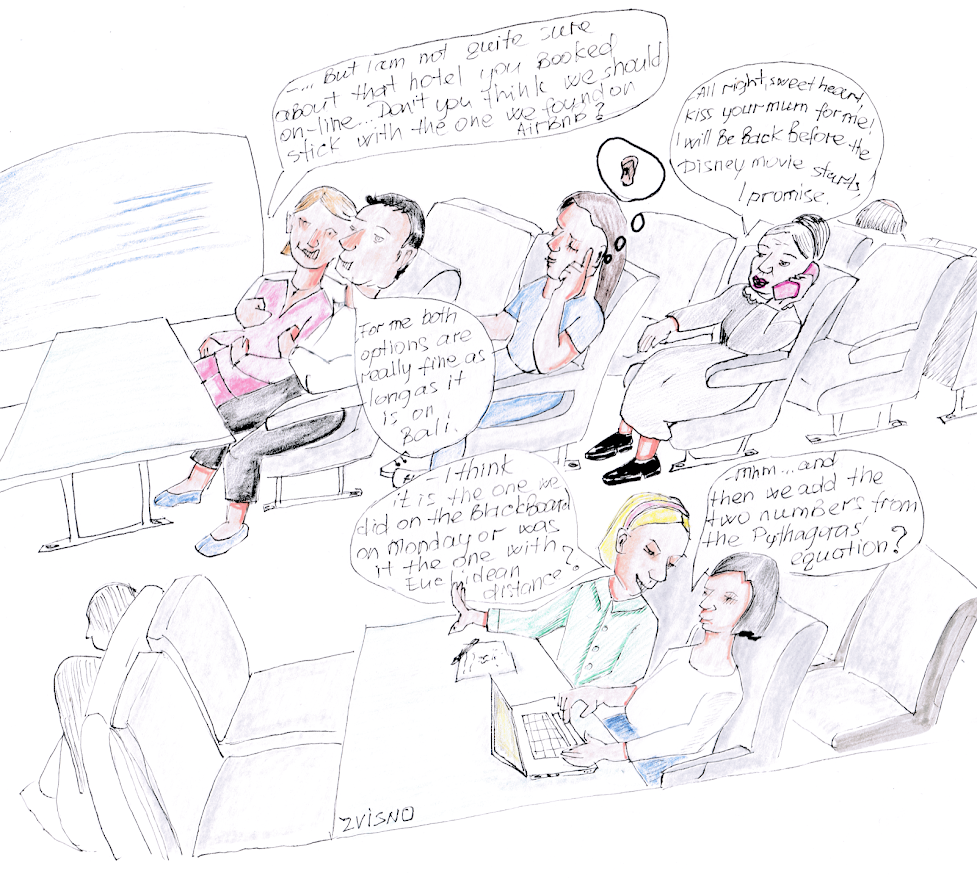 -... But I am not quite sure
about that hotel you Booked
on-line... Don't you think we should
stick with the one we found on
AirBnB?
All right, sweet heart,
kiss your mum for me!
I will Be Back Before the
Disney movie starts,
I promise.
For me both
options are
really fine as
long as it
is on
Bali!
- I think
it is the one we
did on the Blackboard
on Monday or was
it the one with
Euclidean
distance?
-Mhm...and
then we add the
two numbers from
the Pythagoras'
equation?
ZVISNO